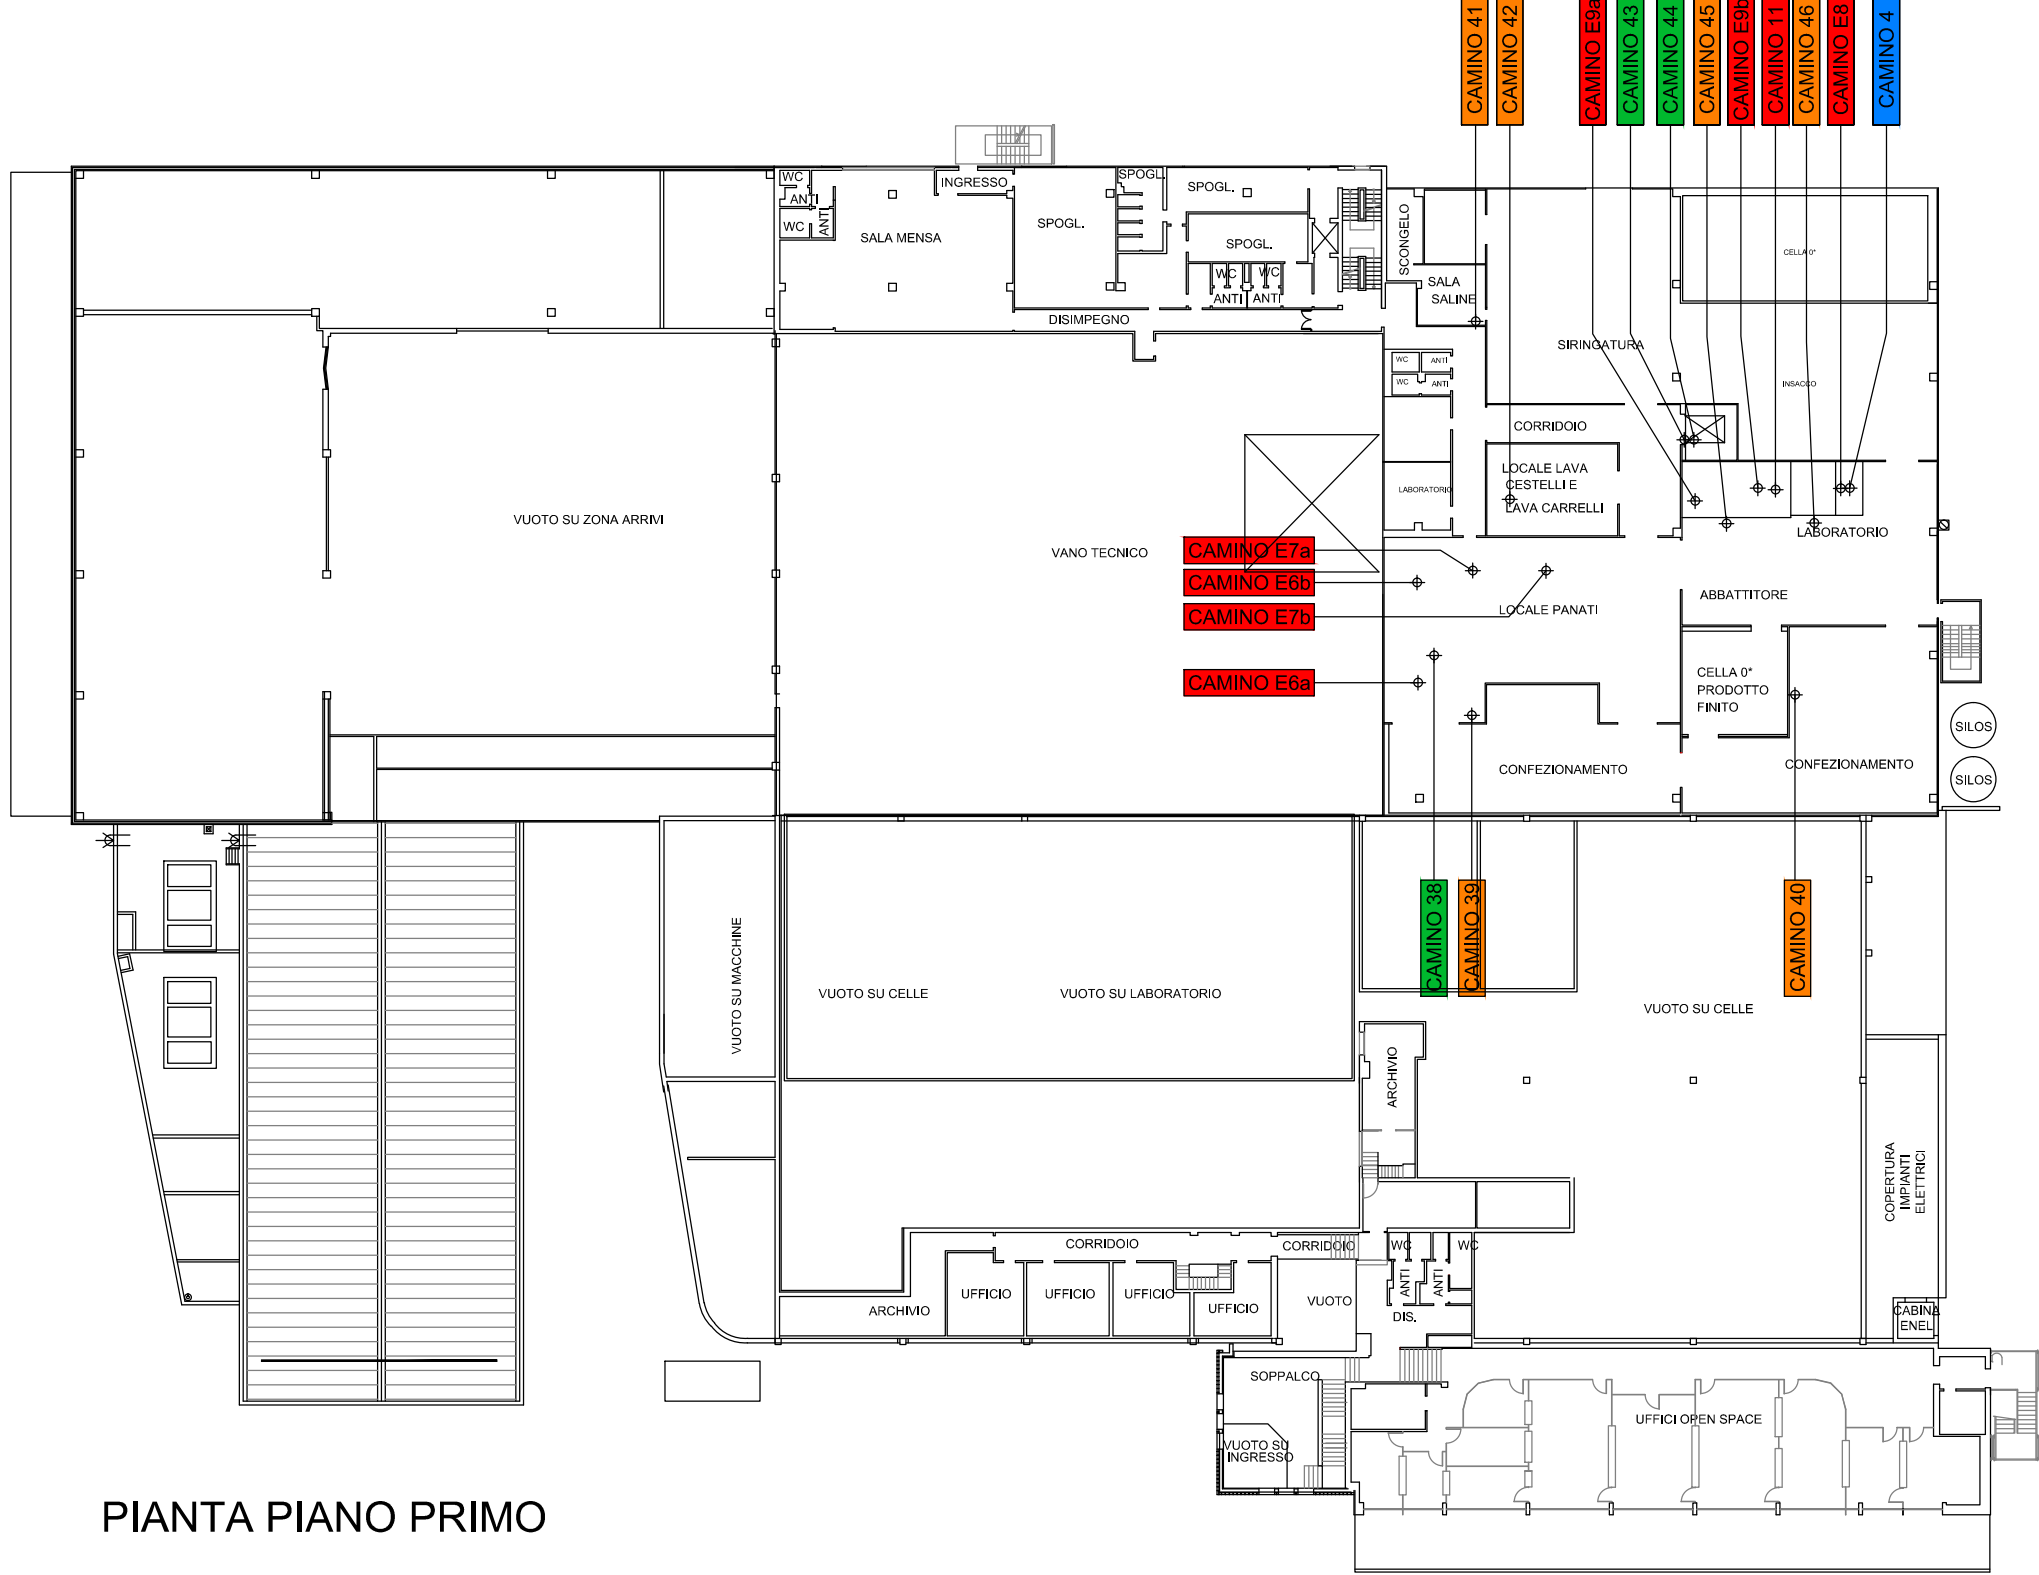 CAMINO 41
CAMINO 42
CAMINO E9a
CAMINO 43
CAMINO 44
CAMINO 45
CAMINO E9b
CAMINO 11
CAMINO 46
CAMINO E8
CAMINO 4
WC
ANTI
WC
ANTI
SALA MENSA
INGRESSO
SPOGL.
SPOGL.
SPOGL.
SPOGL.
WC
WC
ANTI
ANTI
DISIMPEGNO
SCONGELO
SALA
SALINE
CELLA 0*
SIRINGATURA
INSACCO
WC
ANTI
WC
ANTI
CORRIDOIO
LOCALE LAVA
CESTELLI E
LAVA CARRELLI
LABORATORIO
LABORATORIO
VUOTO SU ZONA ARRIVI
VANO TECNICO
CAMINO E7a
CAMINO E6b
CAMINO E7b
CAMINO E6a
LOCALE PANATI
ABBATTITORE
CELLA 0*
PRODOTTO
FINITO
CONFEZIONAMENTO
CONFEZIONAMENTO
SILOS
SILOS
CAMINO 38
CAMINO 39
CAMINO 40
VUOTO SU MACCHINE
VUOTO SU CELLE
VUOTO SU LABORATORIO
VUOTO SU CELLE
ARCHIVIO
COPERTURA
IMPIANTI
ELETTRICI
CORRIDOIO
CORRIDOIO
WC
WC
ANTI
ANTI
UFFICIO
UFFICIO
UFFICIO
UFFICIO
ARCHIVIO
VUOTO
DIS.
CABINA
ENEL
SOPPALCO
VUOTO SU
INGRESSO
UFFICI OPEN SPACE
PIANTA PIANO PRIMO